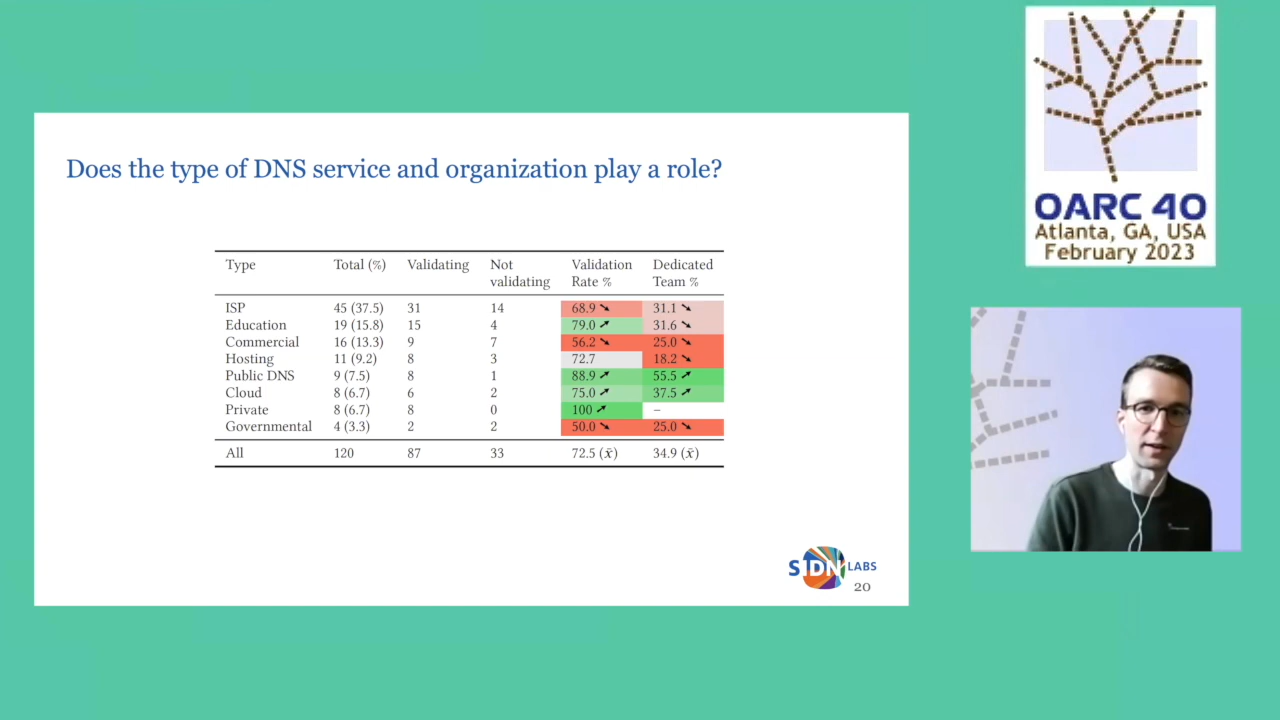 Does the type of DNS service and organization play a role?
Type Total (%) Validating Not validating Validation Rate % Dedicated Team %
ISP 45 (37.5) 31 14 68.9 ➘ 31.1 ➘
Education 19 (15.8) 15 4 79.0 ➚ 31.6 ➘
Commercial 16 (13.3) 9 7 56.2 ➘ 25.0 ➘
Hosting 11 (9.2) 8 3 72.7 18.2 ➘
Public DNS 9 (7.5) 8 1 88.9 ➚ 55.5 ➚
Cloud 8 (6.7) 6 2 75.0 ➚ 37.5 ➚
Private 8 (6.7) 8 0 100 ➚ –
Governmental 4 (3.3) 2 2 50.0 ➘ 25.0 ➘
All 120 87 33 72.5 (x̄) 34.9 (x̄)
SIDN LABS
20
OARC 40
Atlanta, GA, USA
February 2023